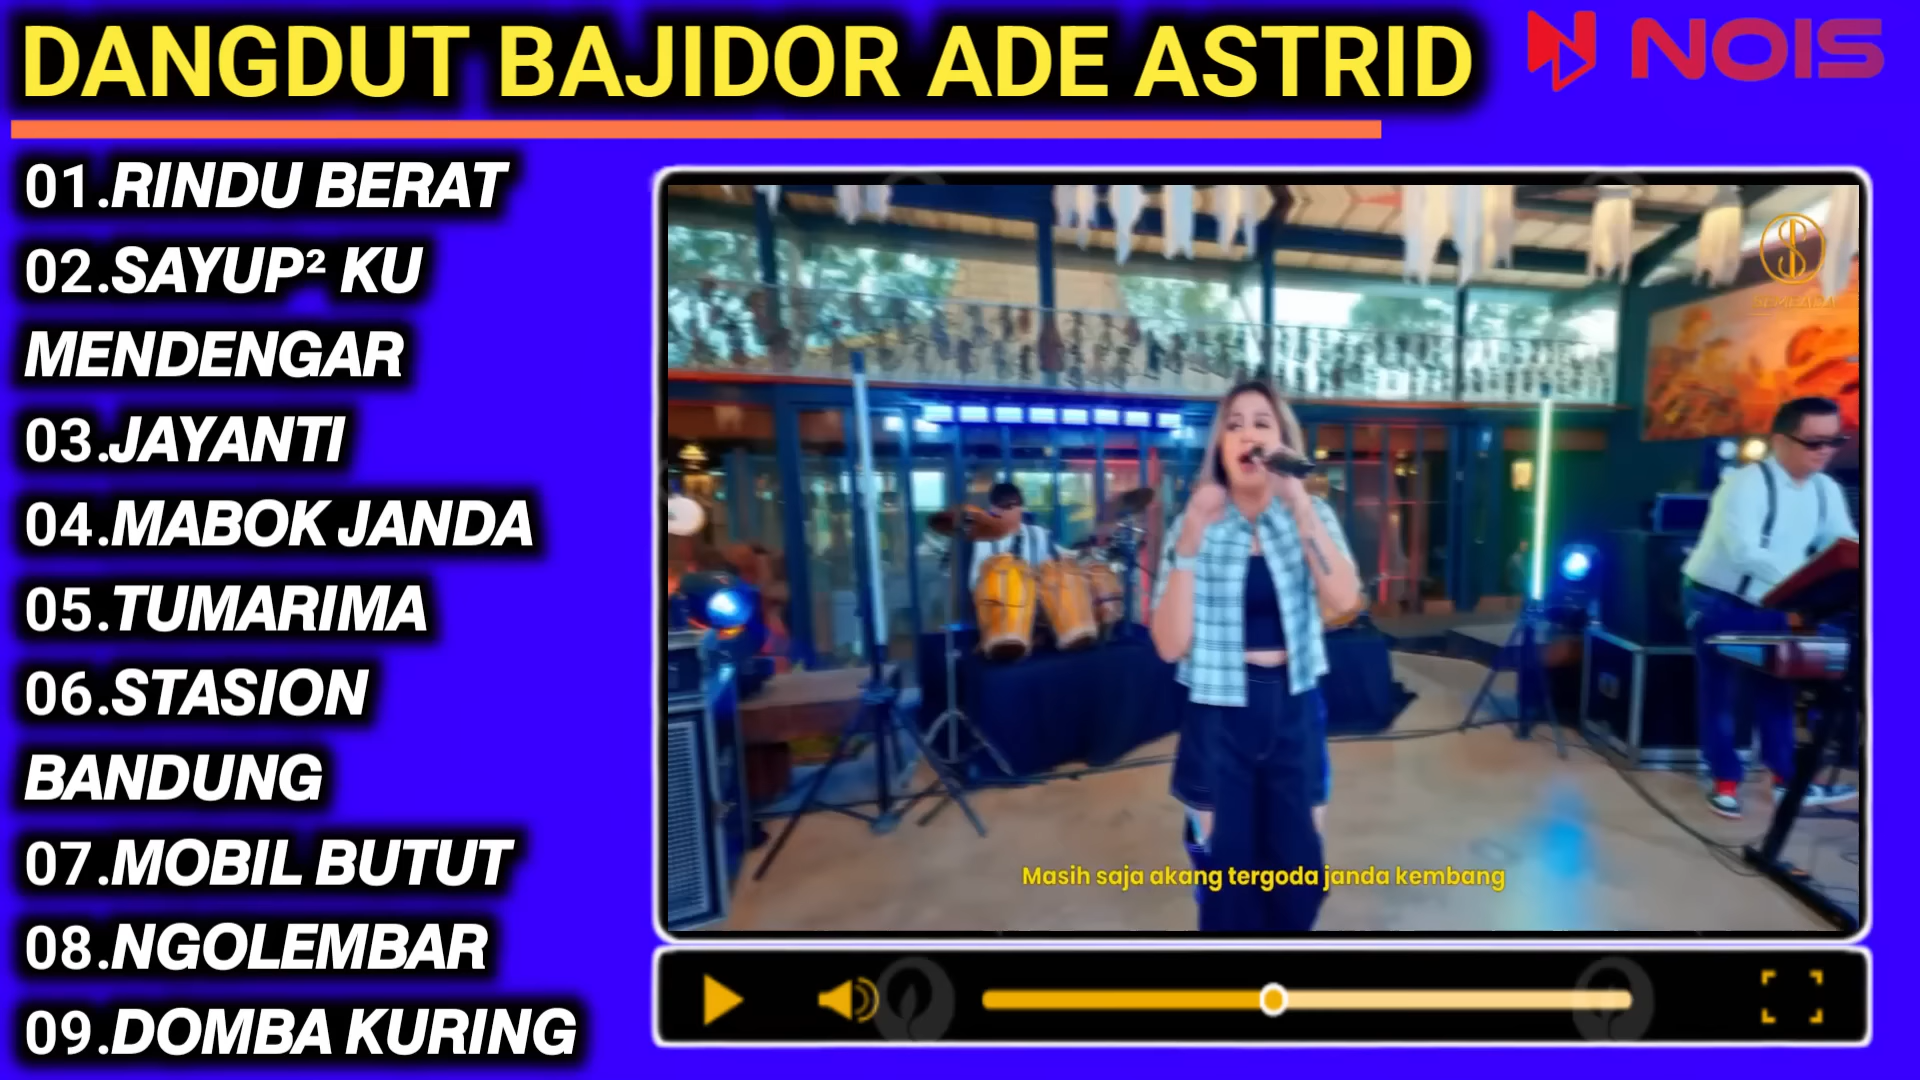 DANGDUT BAJIDOR ADE ASTRID
NOIS
01.RINDU BERAT
02.SAYUP² KU
MENDENGAR
03.JAYANTI
04.MABOK JANDA
05.TUMARIMA
06.STASION
BANDUNG
07.MOBIL BUTUT
08.NGOLEMBAR
09.DOMBA KURING
SEMBADA
Masih saja akang tergoda janda kembang